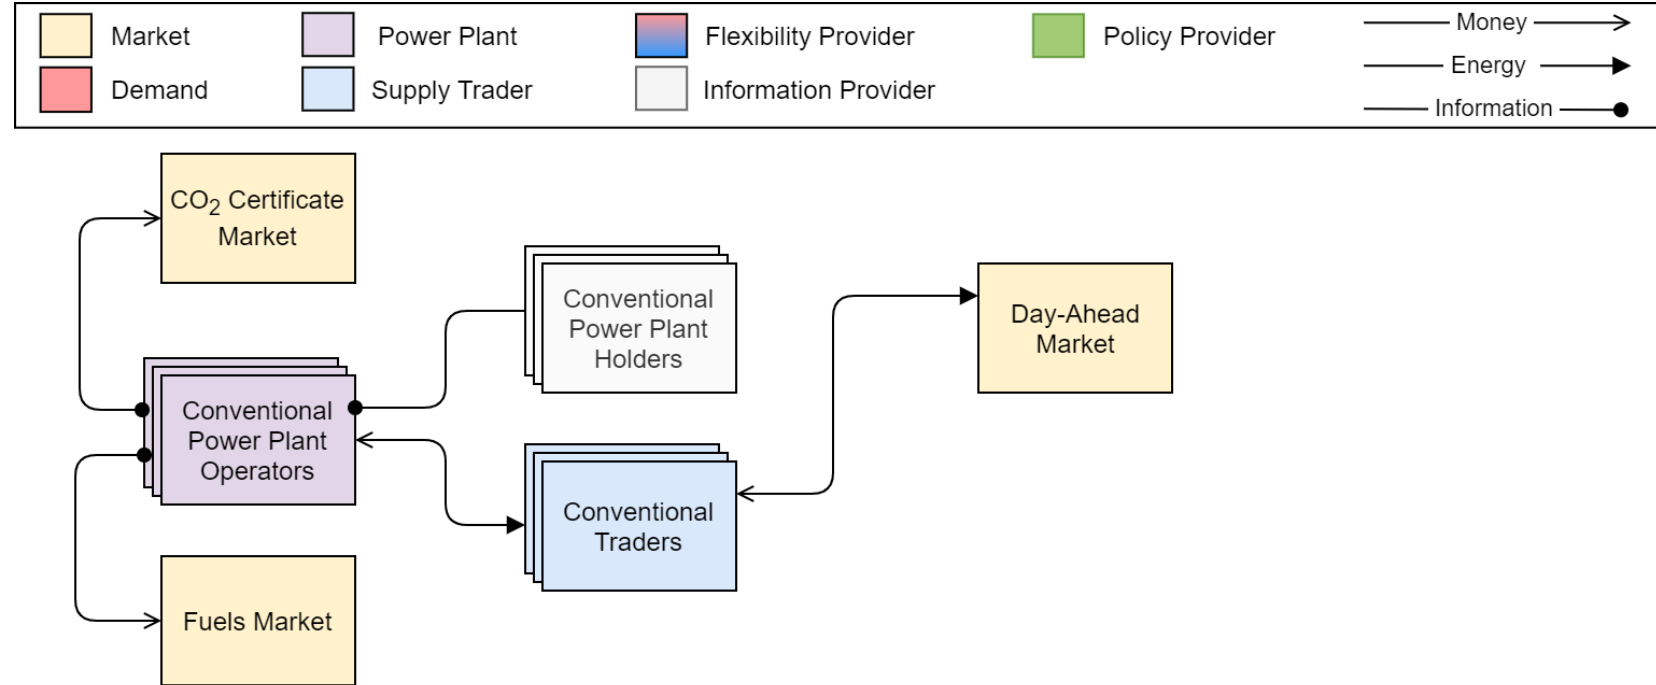 Market
Power Plant
Flexibility Provider
Policy Provider
Money
Energy
Demand
Supply Trader
Information Provider
Information
CO₂ Certificate
Market
Conventional
Power Plant
Holders
Day-Ahead
Market
Conventional
Power Plant
Operators
Conventional
Traders
Fuels Market